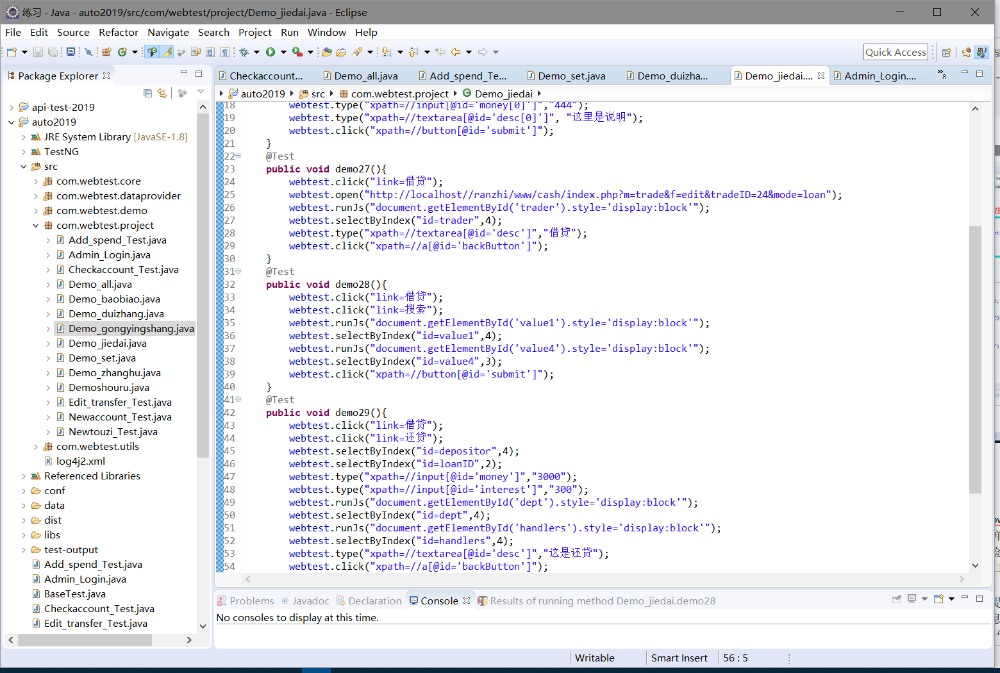 练习 - Java - auto2019/src/com/webtest/project/Demo_jiedai.java - Eclipse
File Edit Source Refactor Navigate Search Project Run Window Help
Quick Access
Package Explorer
api-test-2019
auto2019
JRE System Library [JavaSE-1.8]
TestNG
src
com.webtest.core
com.webtest.dataprovider
com.webtest.demo
com.webtest.project
Add_spend_Test.java
Admin_Login.java
Checkaccount_Test.java
Demo_all.java
Demo_baobiao.java
Demo_duizhang.java
Demo_gongyingshang.java
Demo_jiedai.java
Demo_set.java
Demo_zhanghu.java
Demoshouru.java
Edit_transfer_Test.java
Newaccount_Test.java
Newtouzi_Test.java
com.webtest.utils
log4j2.xml
Referenced Libraries
conf
data
dist
libs
test-output
Add_spend_Test.java
Admin_Login.java
BaseTest.java
Checkaccount_Test.java
Edit_transfer_Test.java
Checkaccount... Demo_all.java Add_spend_Te... Demo_set.java Demo_duizha... Demo_jiedai.... Admin_Login.... »8
auto2019 src com.webtest.project Demo_jiedai
18 webtest.type("xpath=//input[@id='money[0]']","444");
19 webtest.type("xpath=//textarea[@id='desc[0]']", "这里是说明");
20 webtest.click("xpath=//button[@id='submit']");
21 }
22 @Test
23 public void demo27(){
24 webtest.click("link=借贷");
25 webtest.open("http://localhost//ranzhi/www/cash/index.php?m=trade&f=edit&tradeID=24&mode=loan");
26 webtest.runJs("document.getElementById('trader').style='display:block'");
27 webtest.selectByIndex("id=trader",4);
28 webtest.type("xpath=//textarea[@id='desc']","借贷");
29 webtest.click("xpath=//a[@id='backButton']");
30 }
31 @Test
32 public void demo28(){
33 webtest.click("link=借贷");
34 webtest.click("link=搜索");
35 webtest.runJs("document.getElementById('value1').style='display:block'");
36 webtest.selectByIndex("id=value1",4);
37 webtest.runJs("document.getElementById('value4').style='display:block'");
38 webtest.selectByIndex("id=value4",3);
39 webtest.click("xpath=//button[@id='submit']");
40 }
41 @Test
42 public void demo29(){
43 webtest.click("link=借贷");
44 webtest.click("link=还贷");
45 webtest.selectByIndex("id=depositor",4);
46 webtest.selectByIndex("id=loanID",2);
47 webtest.type("xpath=//input[@id='money']","3000");
48 webtest.type("xpath=//input[@id='interest']","300");
49 webtest.runJs("document.getElementById('dept').style='display:block'");
50 webtest.selectByIndex("id=dept",4);
51 webtest.runJs("document.getElementById('handlers').style='display:block'");
52 webtest.selectByIndex("id=handlers",4);
53 webtest.type("xpath=//textarea[@id='desc']","这是还贷");
54 webtest.click("xpath=//a[@id='backButton']");
Problems Javadoc Declaration Console Results of running method Demo_jiedai.demo28
No consoles to display at this time.
Writable Smart Insert 56 : 5